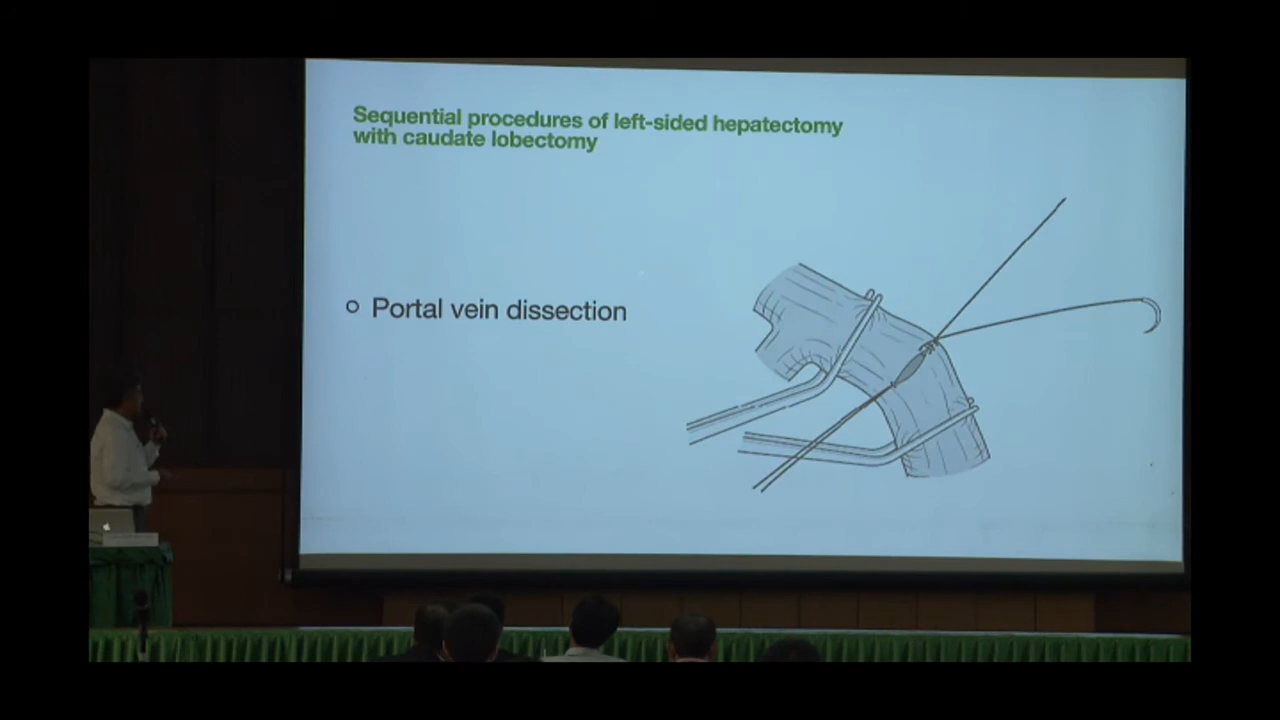 Sequential procedures of left-sided hepatectomy
with caudate lobectomy
Portal vein dissection